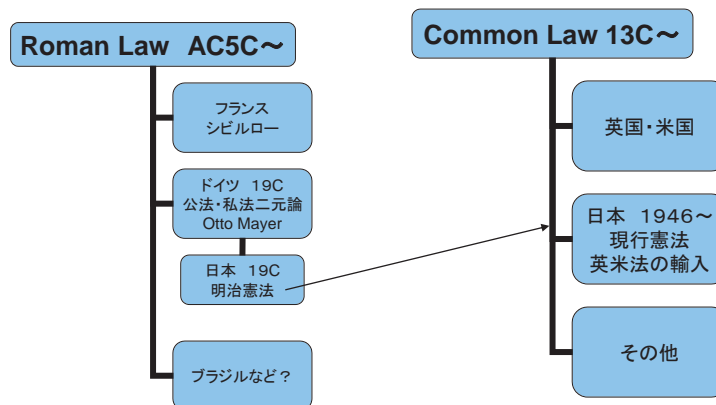 Roman Law AC5C～
フランス
シビルロー
ドイツ 19C
公法・私法二元論
Otto Mayer
日本 19C
明治憲法
ブラジルなど？
Common Law 13C～
英国・米国
日本 1946～
現行憲法
英米法の輸入
その他